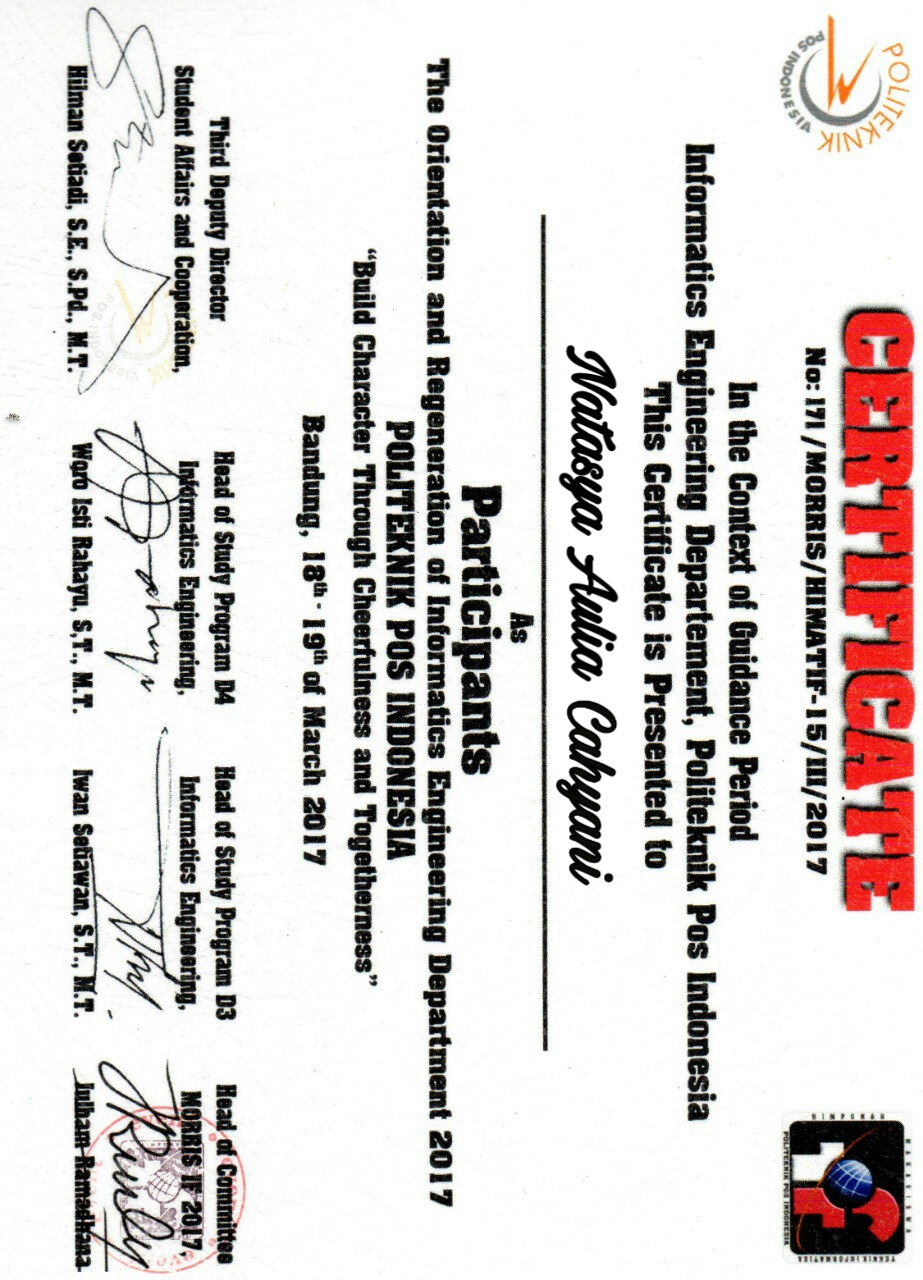 POLITEKNIK
POS INDONESIA
CERTIFICATE
No: 171 / MORRIS/HIMATIF-15/III/2017
HIMPUNAN MAHASISWA
TEKNIK INFORMATIKA
POLITEKNIK POS INDONESIA
In the Context of Guidance Period
Informatics Engineering Departement, Politeknik Pos Indonesia
This Certificate is Presented to
Natasya Aulia Cahyani
As
Participants
The Orientation and Regeneration of Informatics Engineering Department 2017
POLITEKNIK POS INDONESIA
“Build Character Through Cheerfulness and Togetherness”
Bandung, 18th - 19th of March 2017
Third Deputy Director
Student Affairs and Cooperation,
Hilman Setiadi, S.E., S.Pd., M.T.
Head of Study Program D4
Informatics Engineering,
Woro Isti Rahayu, S,T., M.T.
Head of Study Program D3
Informatics Engineering,
Iwan Setiawan, S.T., M.T.
Head of Committee
MORRIS IF 2017
Julham Ramadhana